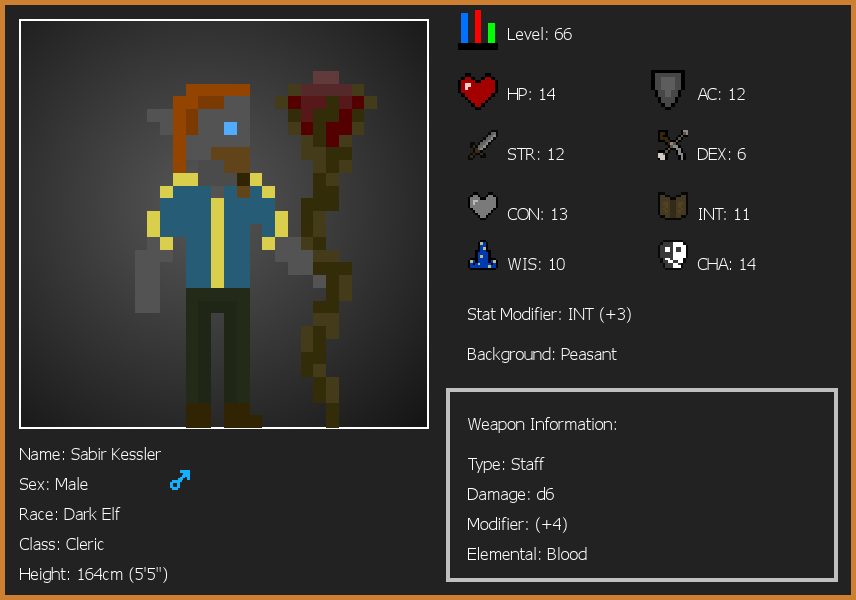 Level: 66
HP: 14
AC: 12
STR: 12
DEX: 6
CON: 13
INT: 11
WIS: 10
CHA: 14
Stat Modifier: INT (+3)
Background: Peasant
Weapon Information:
Type: Staff
Damage: d6
Modifier: (+4)
Elemental: Blood
Name: Sabir Kessler
Sex: Male
Race: Dark Elf
Class: Cleric
Height: 164cm (5'5")